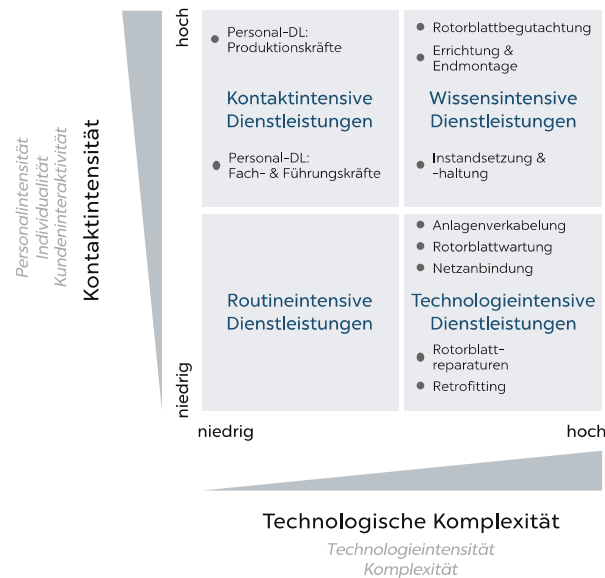 Personalintensität
Individualität
Kundeninteraktivität
Kontaktintensität
hoch
niedrig
Personal-DL:
Produktionskräfte
Kontaktintensive
Dienstleistungen
Personal-DL:
Fach- & Führungskräfte
Rotorblattbegutachtung
Errichtung &
Endmontage
Wissensintensive
Dienstleistungen
Instandsetzung &
-haltung
Routineintensive
Dienstleistungen
Anlagenverkabelung
Rotorblattwartung
Netzanbindung
Technologieintensive
Dienstleistungen
Rotorblatt-
reparaturen
Retrofitting
niedrig
hoch
Technologische Komplexität
Technologieintensität
Komplexität